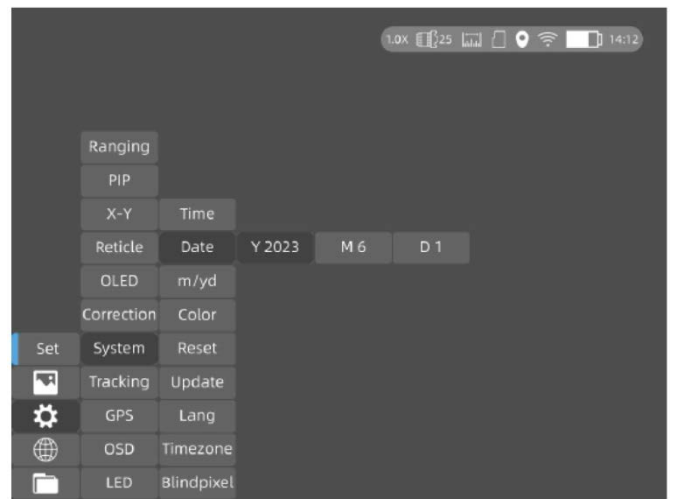 1.0X 25 14:12
Ranging
PIP
X-Y Time
Reticle Date Y 2023 M 6 D 1
OLED m/yd
Correction Color
Set System Reset
Tracking Update
GPS Lang
OSD Timezone
LED Blindpixel